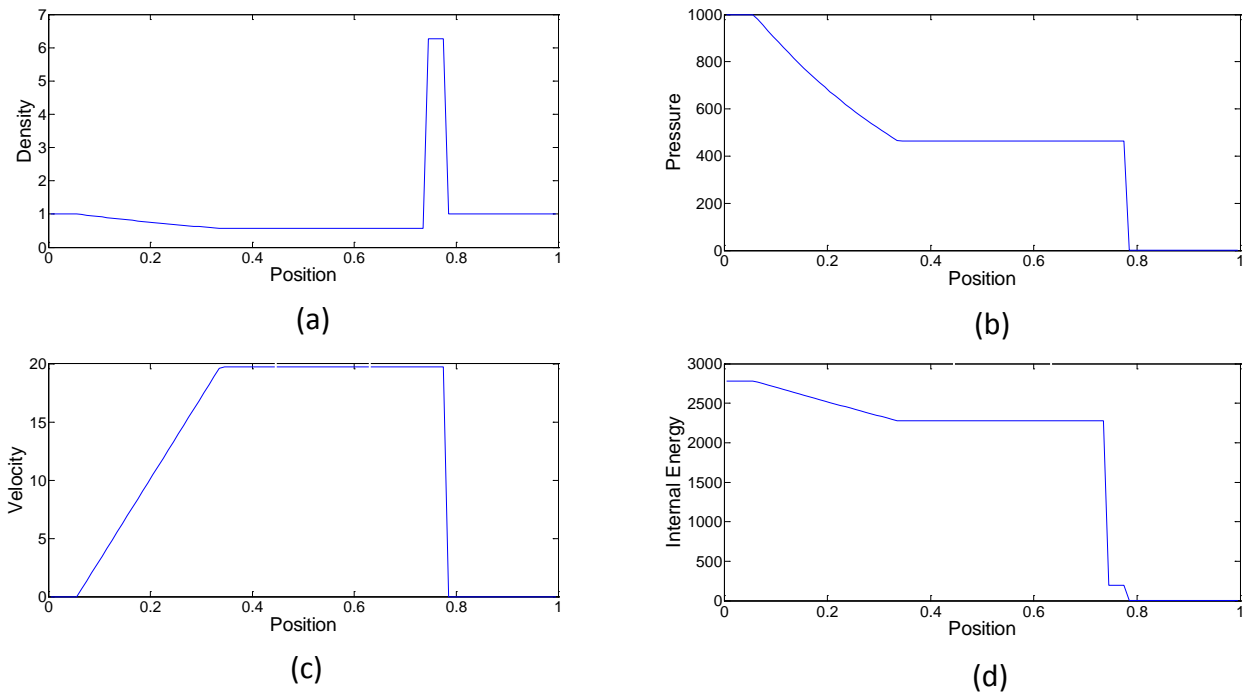 7
6
5
4
3
2
1
0
Density
0 0.2 0.4 0.6 0.8 1
Position
(a)
1000
800
600
400
200
0
Pressure
0 0.2 0.4 0.6 0.8 1
Position
(b)
20
15
10
5
0
Velocity
0 0.2 0.4 0.6 0.8 1
Position
(c)
3000
2500
2000
1500
1000
500
0
Internal Energy
0 0.2 0.4 0.6 0.8 1
Position
(d)